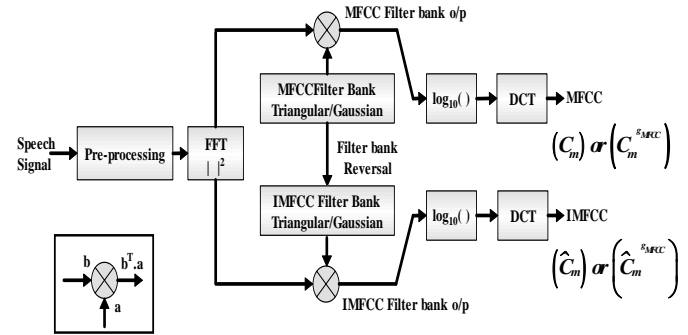 MFCC Filter bank o/p
MFCCFilter Bank
Triangular/Gaussian
log10( )
DCT
MFCC
Speech
Signal
Pre-processing
FFT
| |²
Filter bank
Reversal
(Cm) or (Cm^gMFCC)
IMFCC Filter Bank
Triangular/Gaussian
log10( )
DCT
IMFCC
(Ĉm) or (Ĉm^gMFCC)
b
b^T.a
a
IMFCC Filter bank o/p